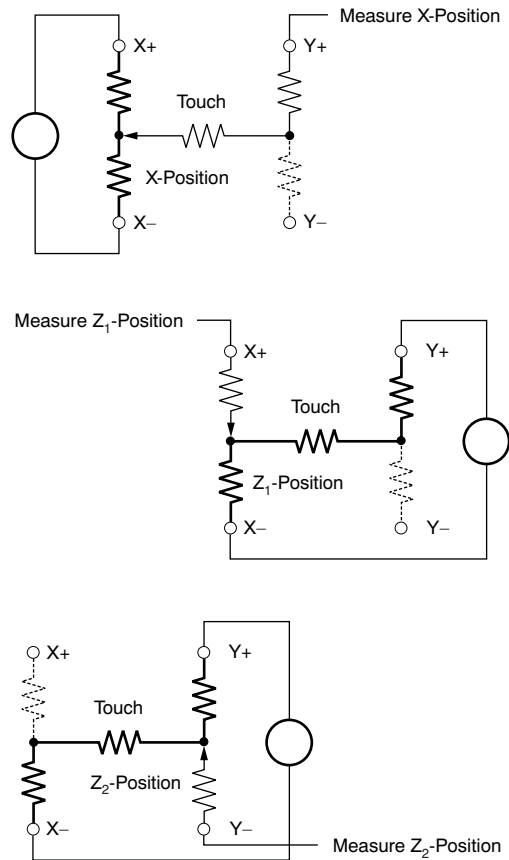 Measure X-Position
X+
Y+
Touch
X-Position
X–
Y–
Measure Z₁-Position
X+
Y+
Touch
Z₁-Position
X–
Y–
X+
Y+
Touch
Z₂-Position
X–
Y–
Measure Z₂-Position